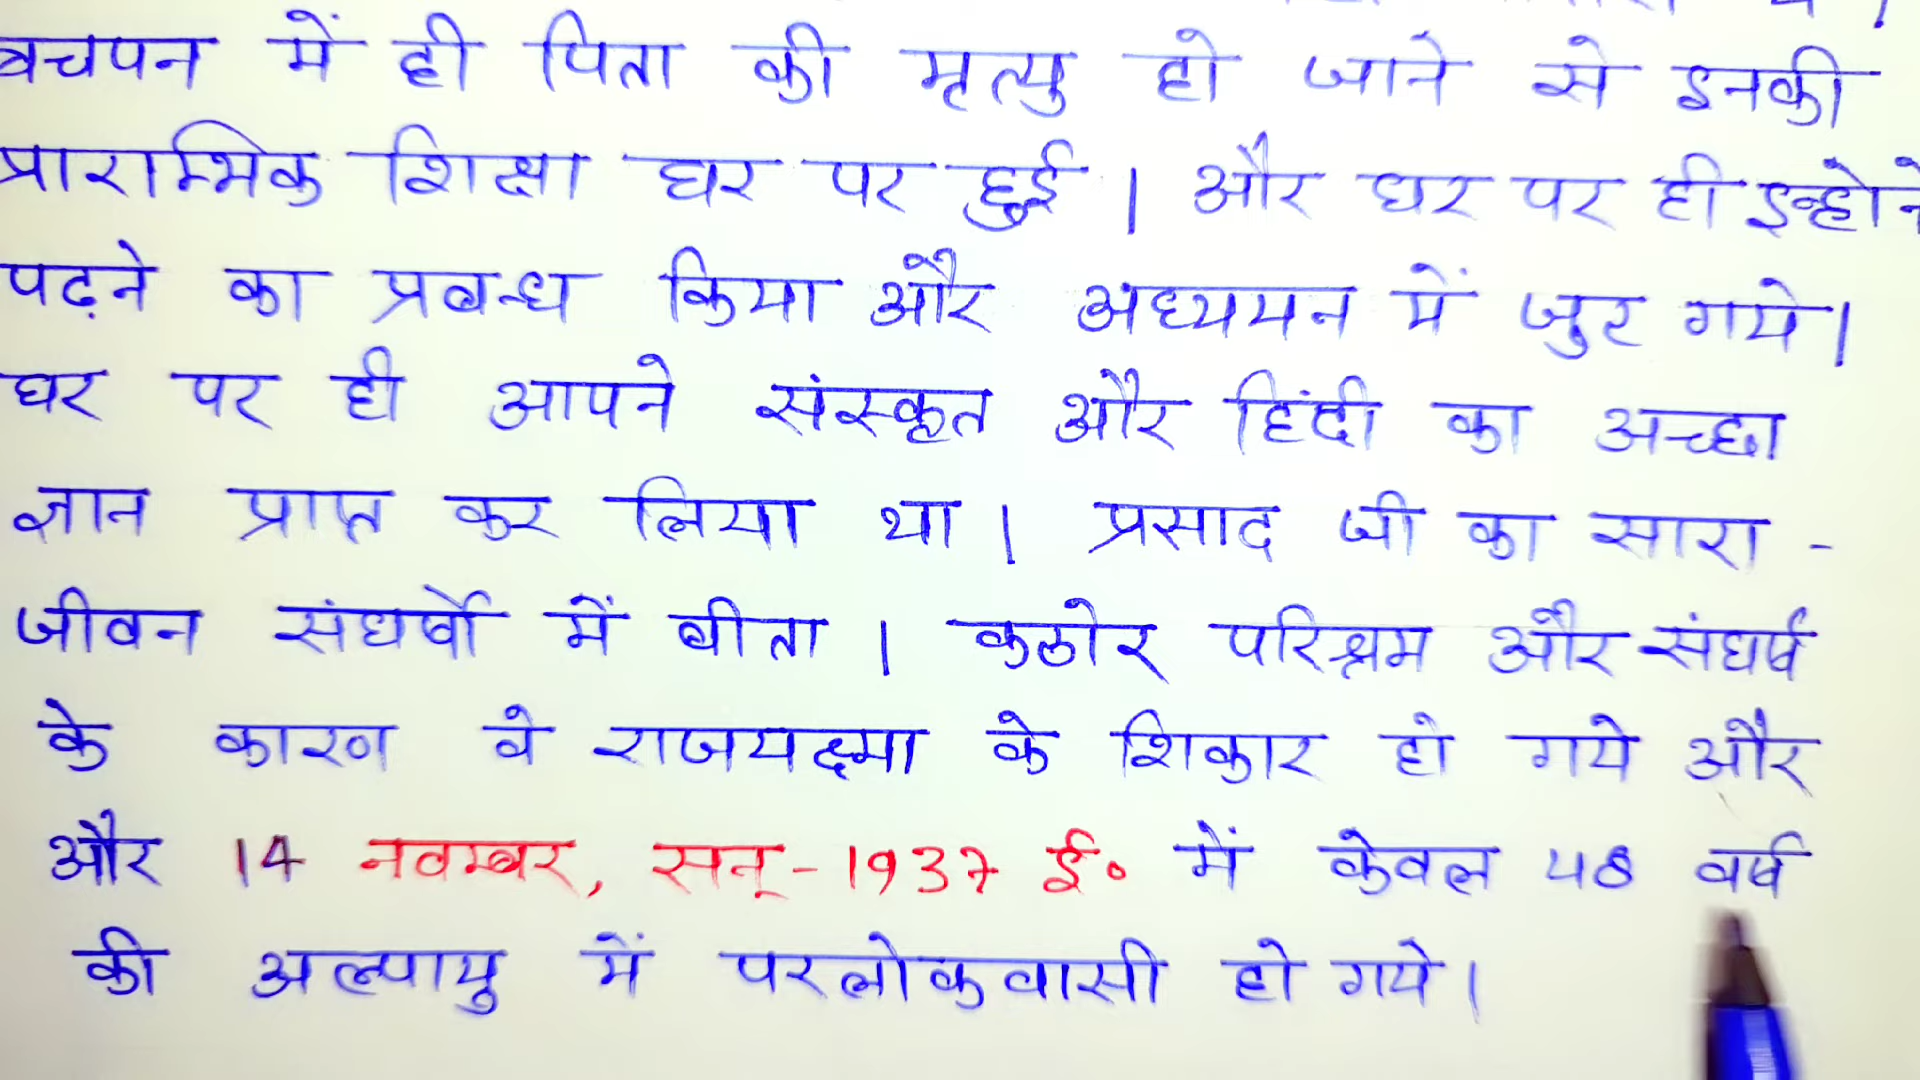 बचपन में ही पिता की मृत्यु हो जाने से इनकी
प्रारम्भिक शिक्षा घर पर हुई । और घर पर ही इन्होने
पढ़ने का प्रबन्ध किया और अध्ययन में जुट गये।
घर पर ही आपने संस्कृत और हिंदी का अच्छा
ज्ञान प्राप्त कर लिया था । प्रसाद जी का सारा -
जीवन संघर्षो में बीता । कठोर परिश्रम और संघर्ष
के कारण वे राजयक्ष्मा के शिकार हो गये और
और 14 नवम्बर, सन्-1937 ई० में केवल 48 वर्ष
की अल्पायु में परलोकवासी हो गये।